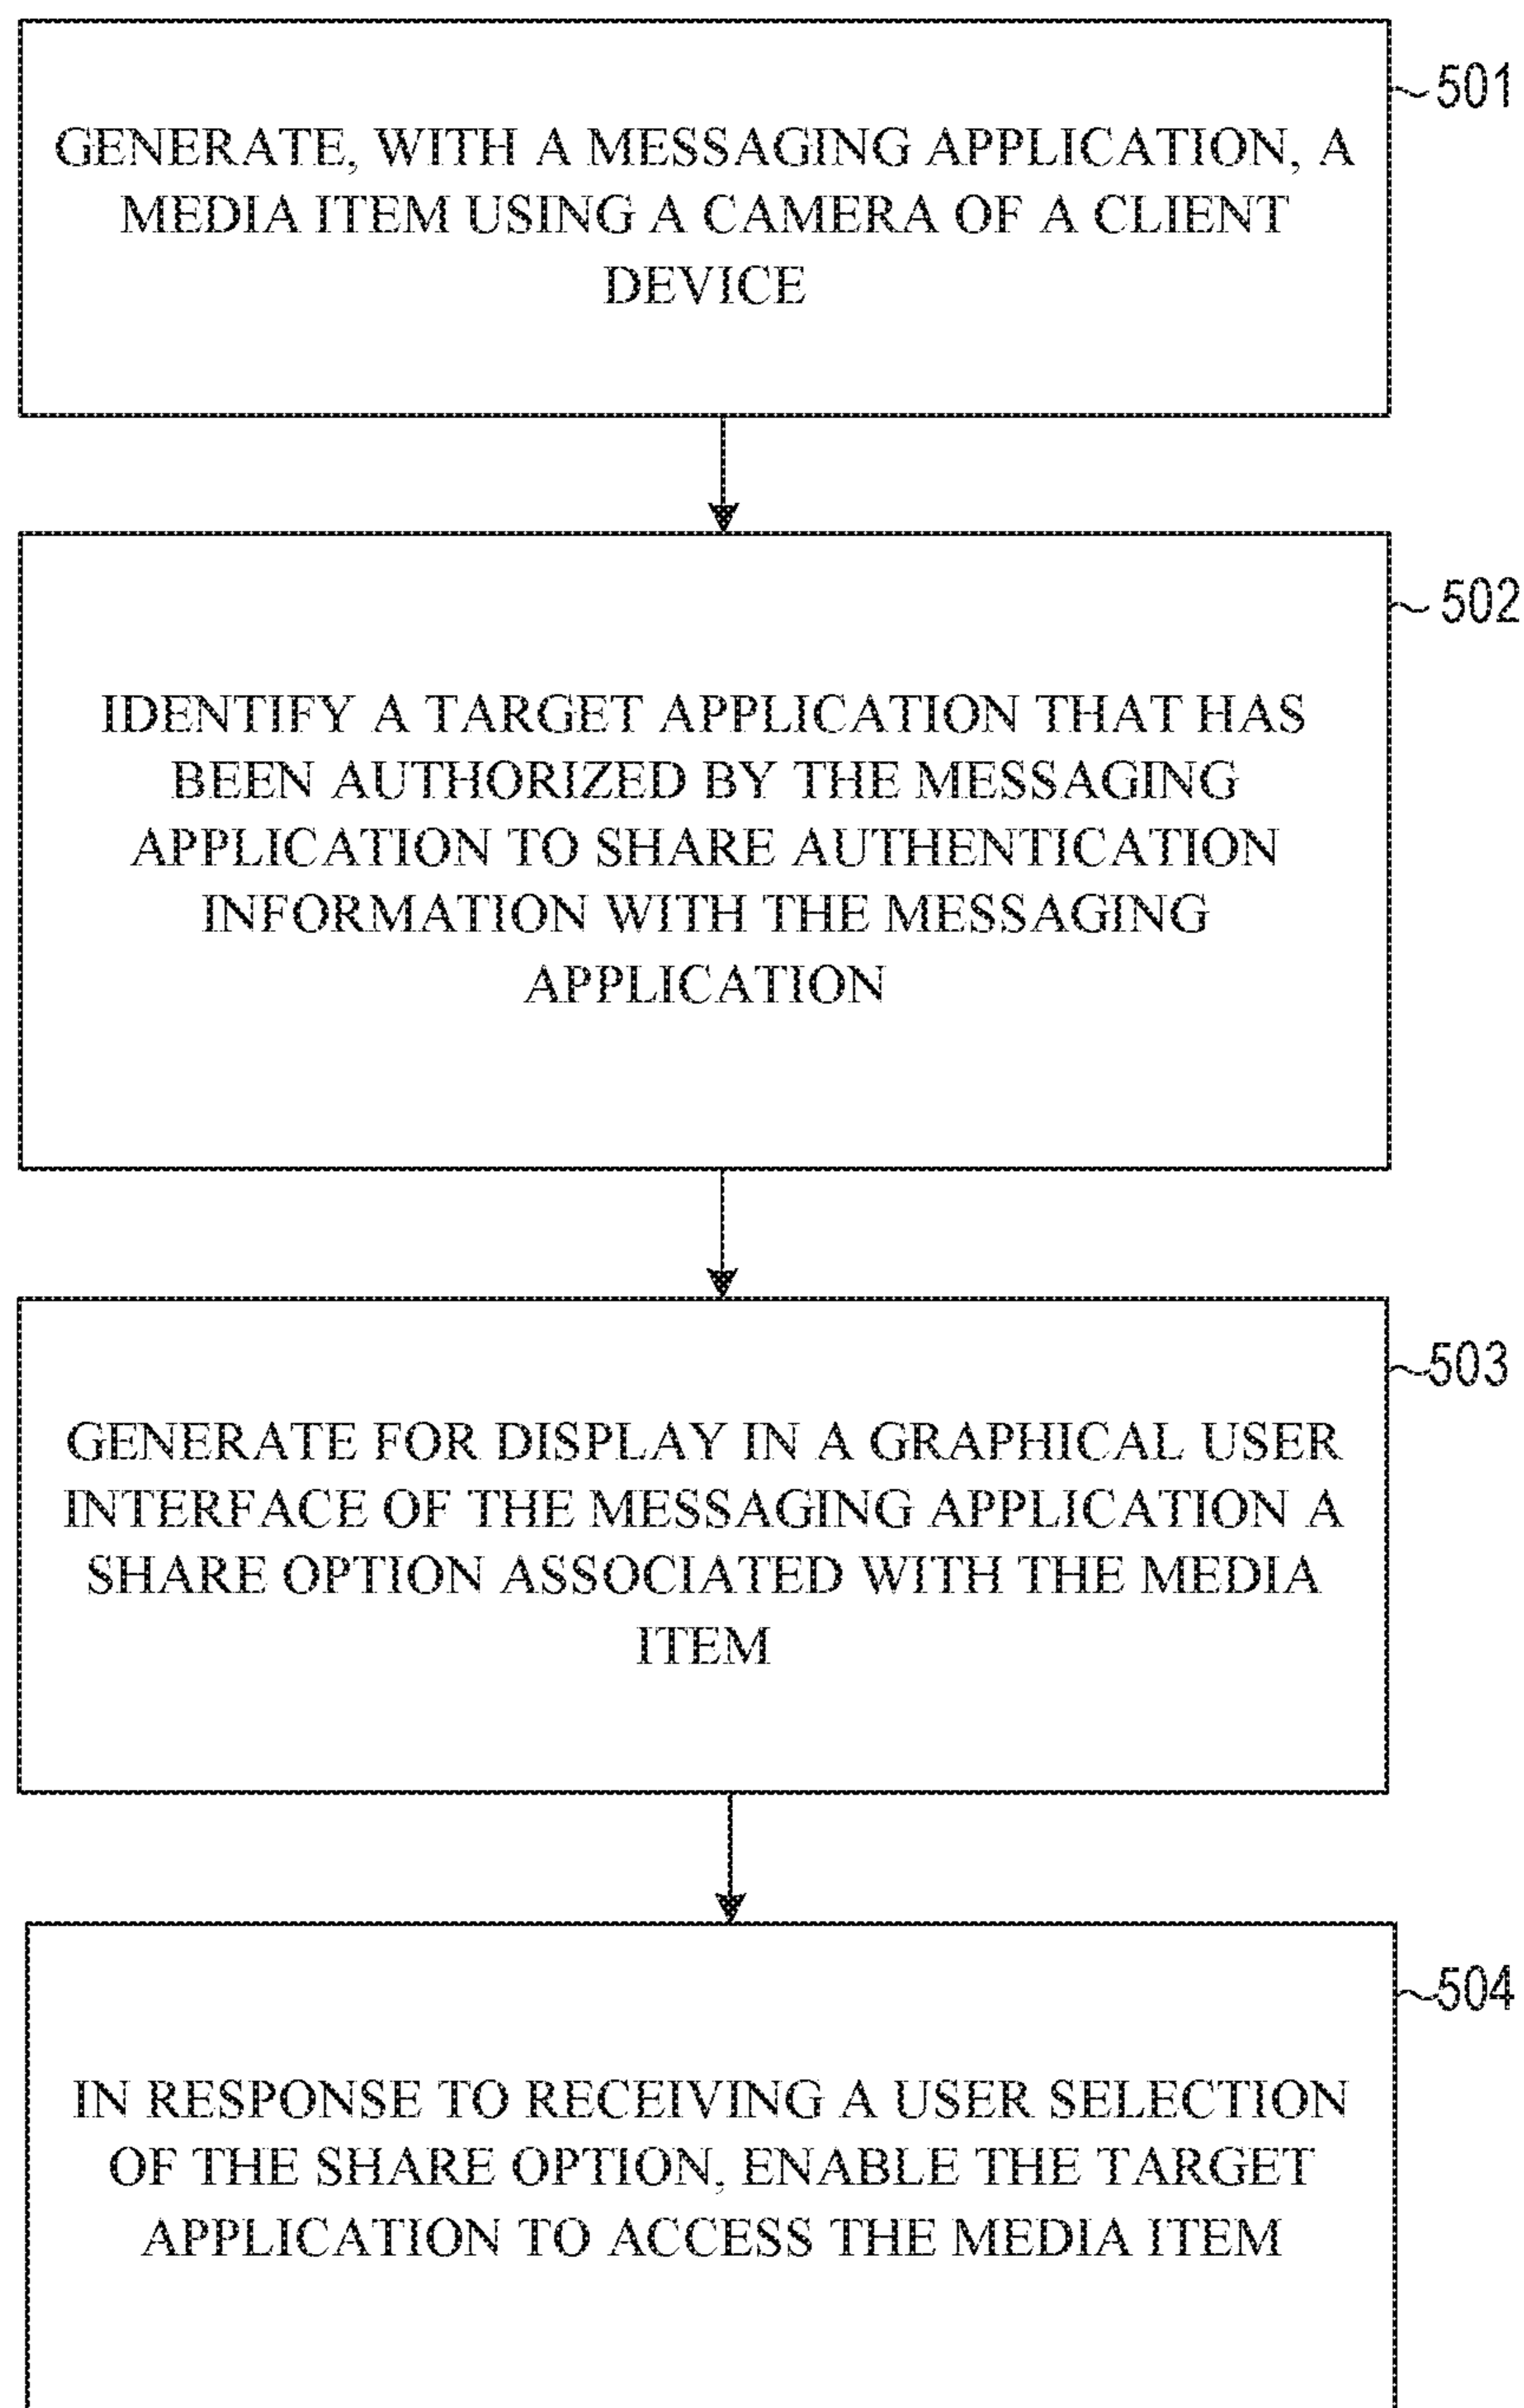 501
GENERATE, WITH A MESSAGING APPLICATION, A
MEDIA ITEM USING A CAMERA OF A CLIENT
DEVICE
502
IDENTIFY A TARGET APPLICATION THAT HAS
BEEN AUTHORIZED BY THE MESSAGING
APPLICATION TO SHARE AUTHENTICATION
INFORMATION WITH THE MESSAGING
APPLICATION
503
GENERATE FOR DISPLAY IN A GRAPHICAL USER
INTERFACE OF THE MESSAGING APPLICATION A
SHARE OPTION ASSOCIATED WITH THE MEDIA
ITEM
504
IN RESPONSE TO RECEIVING A USER SELECTION
OF THE SHARE OPTION, ENABLE THE TARGET
APPLICATION TO ACCESS THE MEDIA ITEM